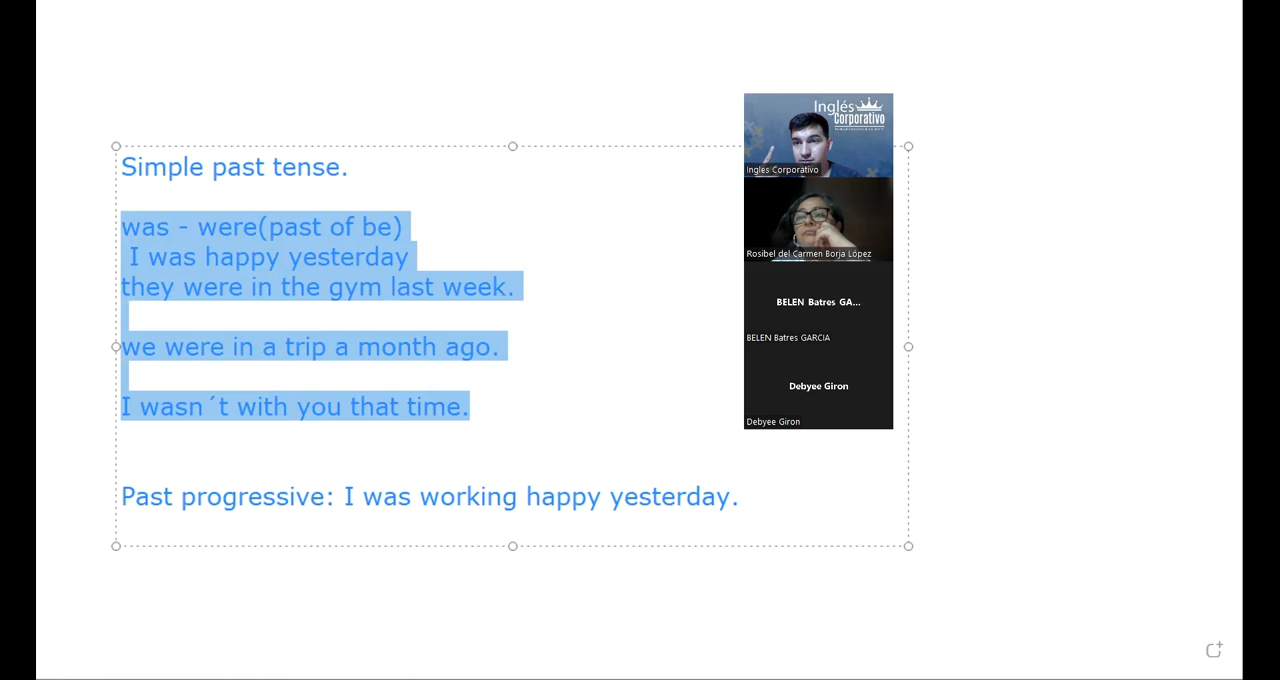 Simple past tense.
was - were(past of be)
I was happy yesterday
they were in the gym last week.
we were in a trip a month ago.
I wasn´t with you that time.
Past progressive: I was working happy yesterday.
Inglés
Corporativo
Ingles Corporativo
Rosibel del Carmen Borja López
BELEN Batres GA...
BELEN Batres GARCIA
Debyee Giron
Debyee Giron